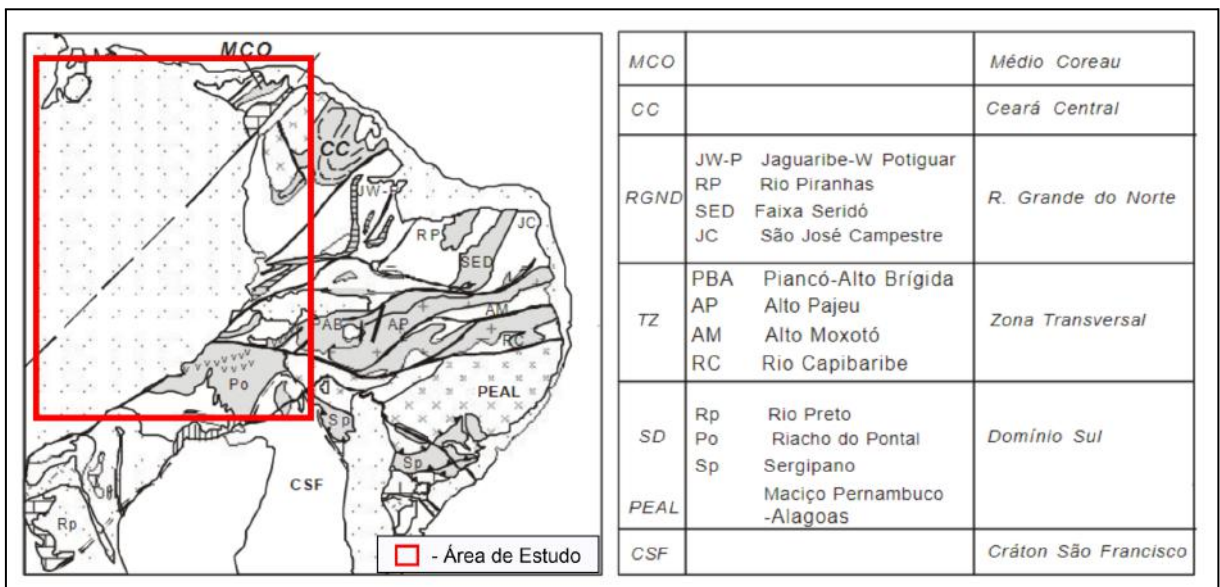 MCO
CC
JW-P
RP
JC
SED
PAB
AP
AM
RC
Po
PEAL
Sp
Sp
CSF
Rp
- Área de Estudo
MCO Médio Coreau
CC Ceará Central
JW-P Jaguaribe-W Potiguar
RP Rio Piranhas
RGND R. Grande do Norte
SED Faixa Seridó
JC São José Campestre
PBA Piancó-Alto Brígida
AP Alto Pajeu
TZ Zona Transversal
AM Alto Moxotó
RC Rio Capibaribe
Rp Rio Preto
SD Po Riacho do Pontal Domínio Sul
Sp Sergipano
PEAL Maciço Pernambuco
-Alagoas
CSF Cráton São Francisco